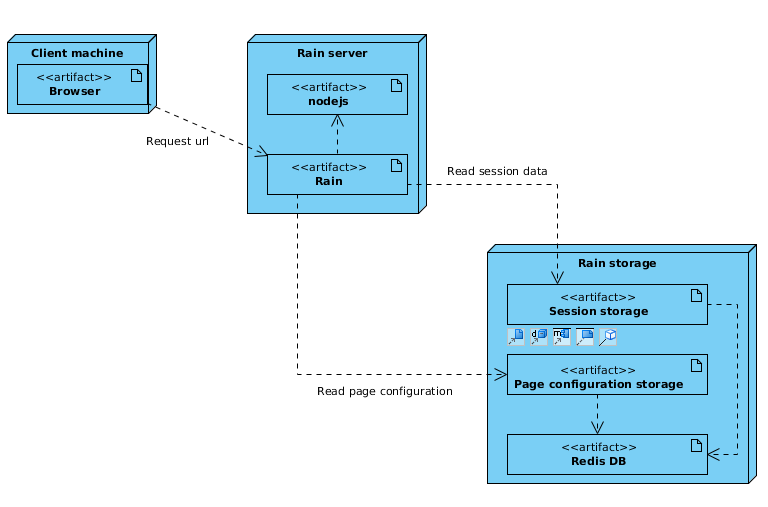 Client machine
<<artifact>>
Browser
Rain server
<<artifact>>
nodejs
Request url
<<artifact>>
Rain
Read session data
Rain storage
<<artifact>>
Session storage
<<artifact>>
Page configuration storage
Read page configuration
<<artifact>>
Redis DB